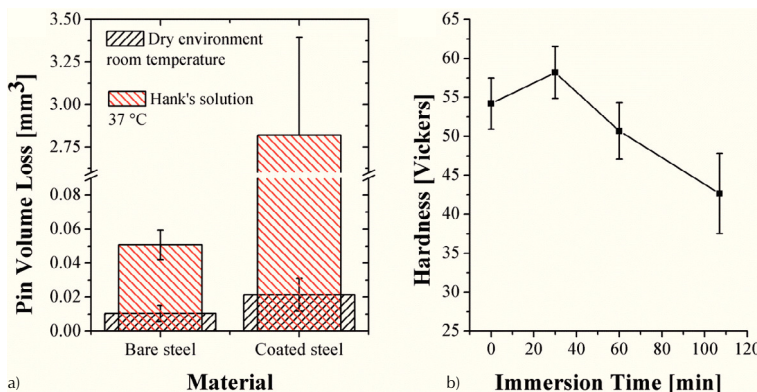 3.50
3.25
3.00
2.75
0.08
0.06
0.04
0.02
0.00
Pin Volume Loss [mm³]
Dry environment
room temperature
Hank's solution
37 °C
Bare steel
Coated steel
a)
Material
65
60
55
50
45
40
35
30
25
Hardness [Vickers]
0 20 40 60 80 100 120
b)
Immersion Time [min]